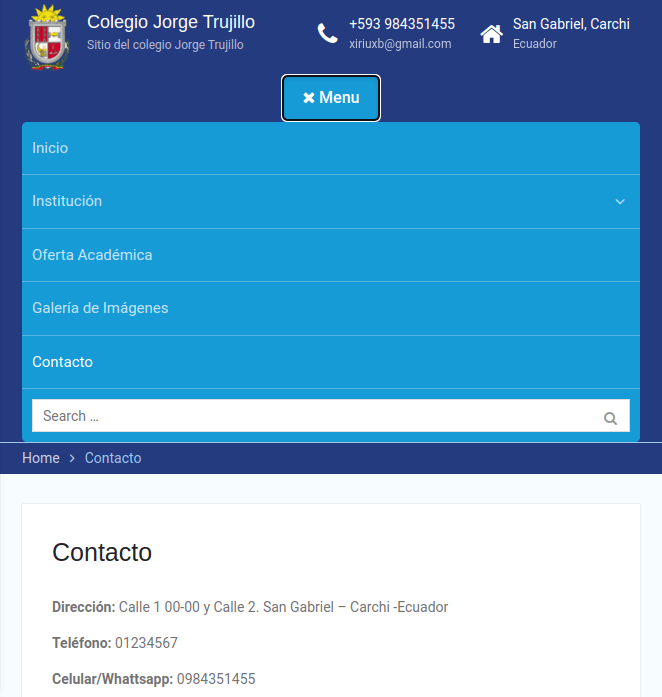 Colegio Jorge Trujillo
Sitio del colegio Jorge Trujillo
+593 984351455
xiriuxb@gmail.com
San Gabriel, Carchi
Ecuador
Menu
Inicio
Institución
Oferta Académica
Galería de Imágenes
Contacto
Search …
Home > Contacto
Contacto
Dirección: Calle 1 00-00 y Calle 2. San Gabriel – Carchi -Ecuador
Teléfono: 01234567
Celular/Whattsapp: 0984351455